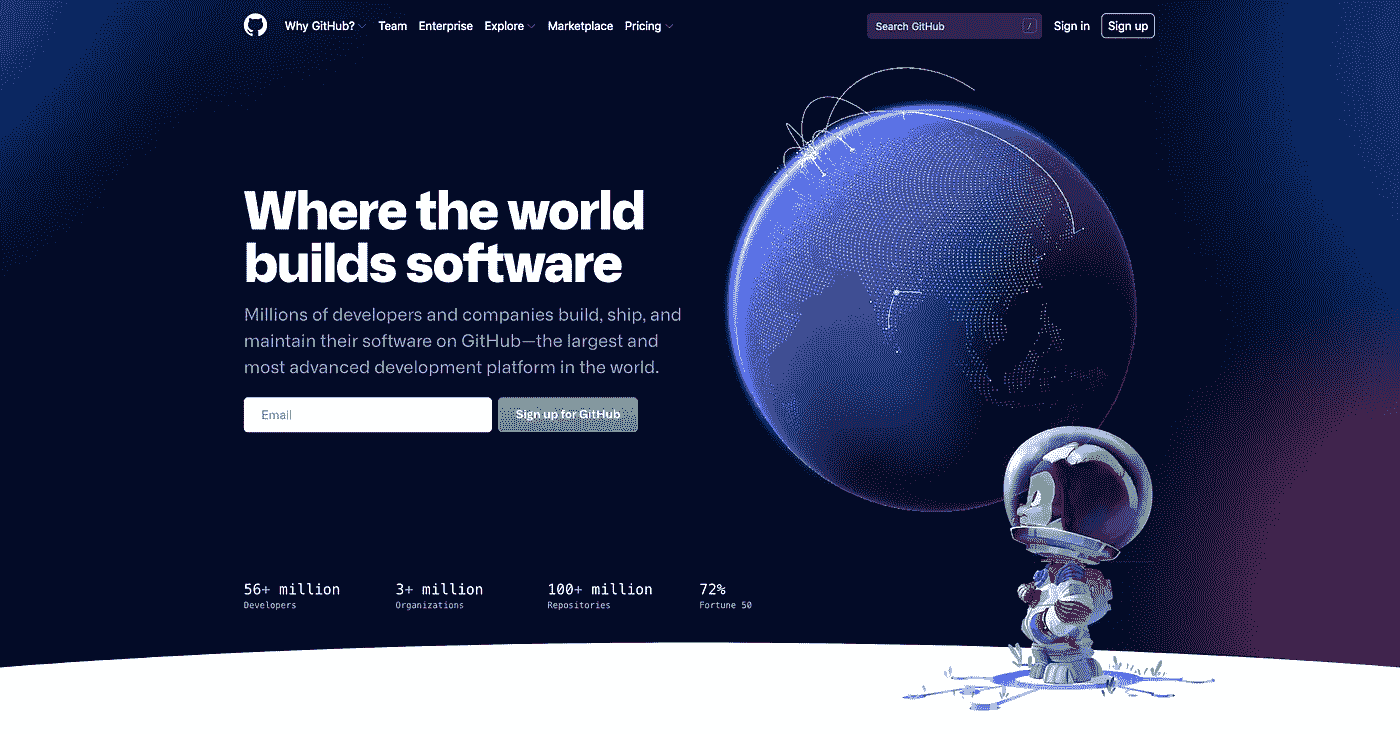 Why GitHub? Team Enterprise Explore Marketplace Pricing Search GitHub / Sign in Sign up
Where the world
builds software
Millions of developers and companies build, ship, and
maintain their software on GitHub—the largest and
most advanced development platform in the world.
Email Sign up for GitHub
56+ million 3+ million 100+ million 72%
Developers Organizations Repositories Fortune 50